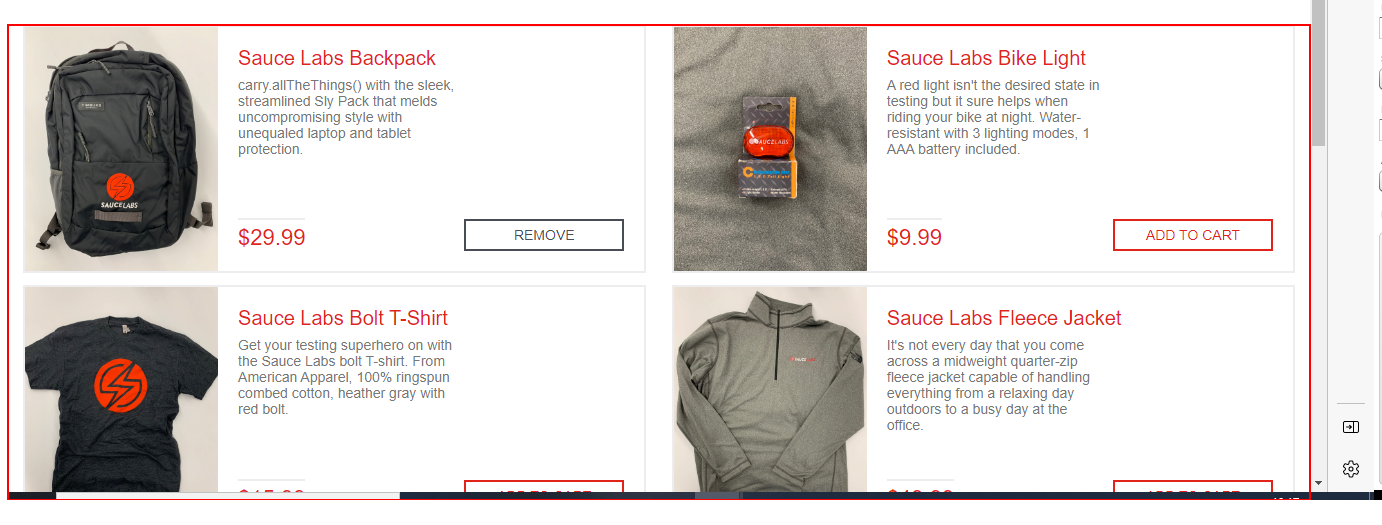 Sauce Labs Backpack
carry.allTheThings() with the sleek,
streamlined Sly Pack that melds
uncompromising style with
unequaled laptop and tablet
protection.
$29.99
REMOVE
SAUCELABS
Sauce Labs Bike Light
A red light isn't the desired state in
testing but it sure helps when
riding your bike at night. Water-
resistant with 3 lighting modes, 1
AAA battery included.
$9.99
ADD TO CART
SAUCELABS
Sauce Labs Bolt T-Shirt
Get your testing superhero on with
the Sauce Labs bolt T-shirt. From
American Apparel, 100% ringspun
combed cotton, heather gray with
red bolt.
Sauce Labs Fleece Jacket
It's not every day that you come
across a midweight quarter-zip
fleece jacket capable of handling
everything from a relaxing day
outdoors to a busy day at the
office.